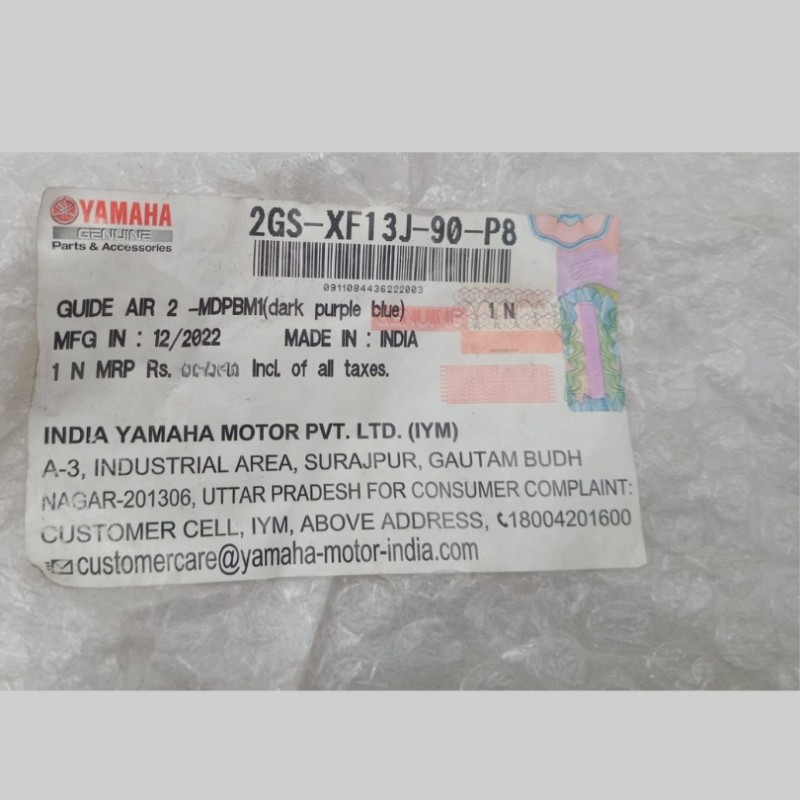 YAMAHA
GENUINE
Parts & Accessories
2GS-XF13J-90-P8
0911084436222003
GUIDE AIR 2 -MDPBM1(dark purple blue)
1 N
GENUINE
MFG IN : 12/2022 MADE IN : INDIA
1 N MRP Rs. Incl. of all taxes.
INDIA YAMAHA MOTOR PVT. LTD. (IYM)
A-3, INDUSTRIAL AREA, SURAJPUR, GAUTAM BUDH
NAGAR-201306, UTTAR PRADESH FOR CONSUMER COMPLAINT:
CUSTOMER CELL, IYM, ABOVE ADDRESS, 18004201600
customercare@yamaha-motor-india.com